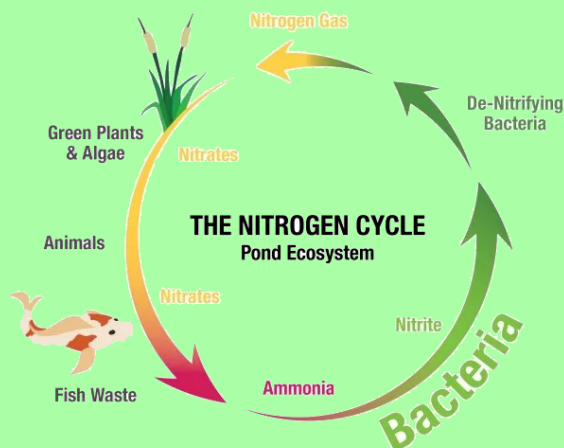 Nitrogen Gas
De-Nitrifying
Bacteria
Green Plants
& Algae
Nitrates
THE NITROGEN CYCLE
Pond Ecosystem
Animals
Nitrates
Nitrite
Bacteria
Fish Waste
Ammonia